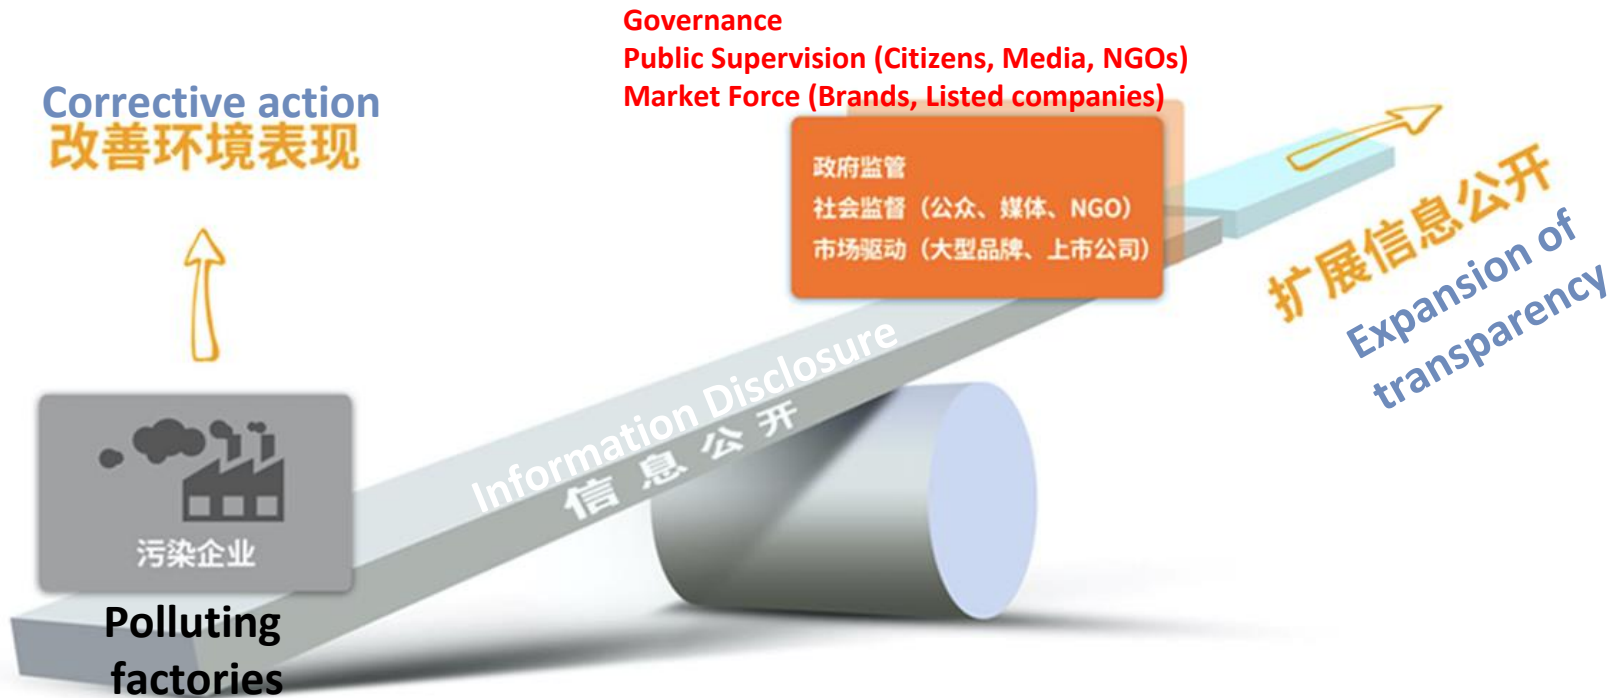 Governance
Public Supervision (Citizens, Media, NGOs)
Market Force (Brands, Listed companies)
Corrective action
改善环境表现
政府监管
社会监督（公众、媒体、NGO）
市场驱动（大型品牌、上市公司）
扩展信息公开
Expansion of
transparency
Information Disclosure
信息公开
污染企业
Polluting
factories